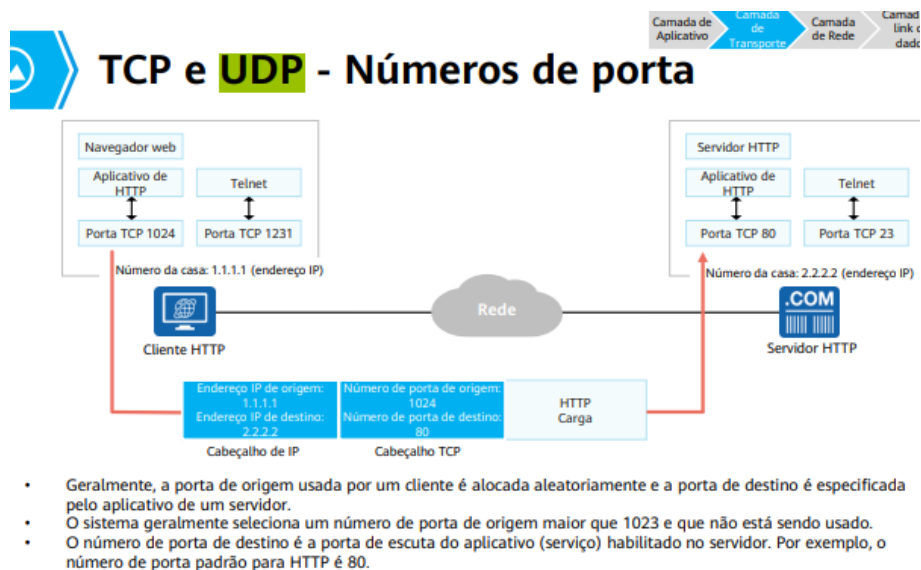 Camada de
Aplicativo
Camada
de
Transporte
Camada
de Rede
TCP e UDP - Números de porta
Navegador web
Aplicativo de
HTTP
Telnet
Porta TCP 1024
Porta TCP 1231
Número da casa: 1.1.1.1 (endereço IP)
Servidor HTTP
Aplicativo de
HTTP
Telnet
Porta TCP 80
Porta TCP 23
Número da casa: 2.2.2.2 (endereço IP)
Rede
.COM
Cliente HTTP
Servidor HTTP
Endereço IP de origem:
1.1.1.1
Endereço IP de destino:
2.2.2.2
Número de porta de origem:
1024
Número de porta de destino:
80
HTTP
Carga
Cabeçalho de IP
Cabeçalho TCP
• Geralmente, a porta de origem usada por um cliente é alocada aleatoriamente e a porta de destino é especificada
pelo aplicativo de um servidor.
• O sistema geralmente seleciona um número de porta de origem maior que 1023 e que não está sendo usado.
• O número de porta de destino é a porta de escuta do aplicativo (serviço) habilitado no servidor. Por exemplo, o
número de porta padrão para HTTP é 80.